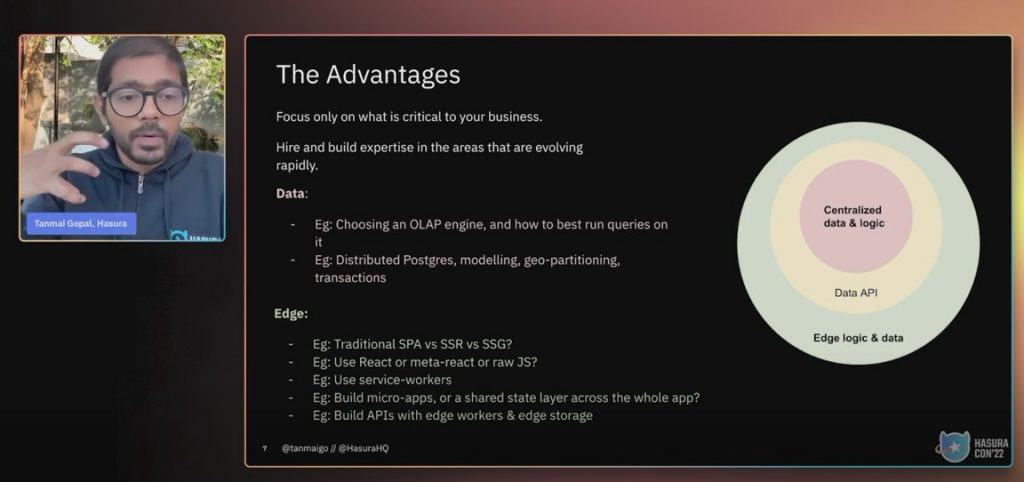 The Advantages
Focus only on what is critical to your business.
Hire and build expertise in the areas that are evolving
rapidly.
Data:
- Eg: Choosing an OLAP engine, and how to best run queries on
it
- Eg: Distributed Postgres, modelling, geo-partitioning,
transactions
Edge:
- Eg: Traditional SPA vs SSR vs SSG?
- Eg: Use React or meta-react or raw JS?
- Eg: Use service-workers
- Eg: Build micro-apps, or a shared state layer across the whole app?
- Eg: Build APIs with edge workers & edge storage
Centralized
data & logic
Data API
Edge logic & data
Tanmai Gopal, Hasura
7 @tanmaigo // @HasuraHQ
HASURA
CON'22